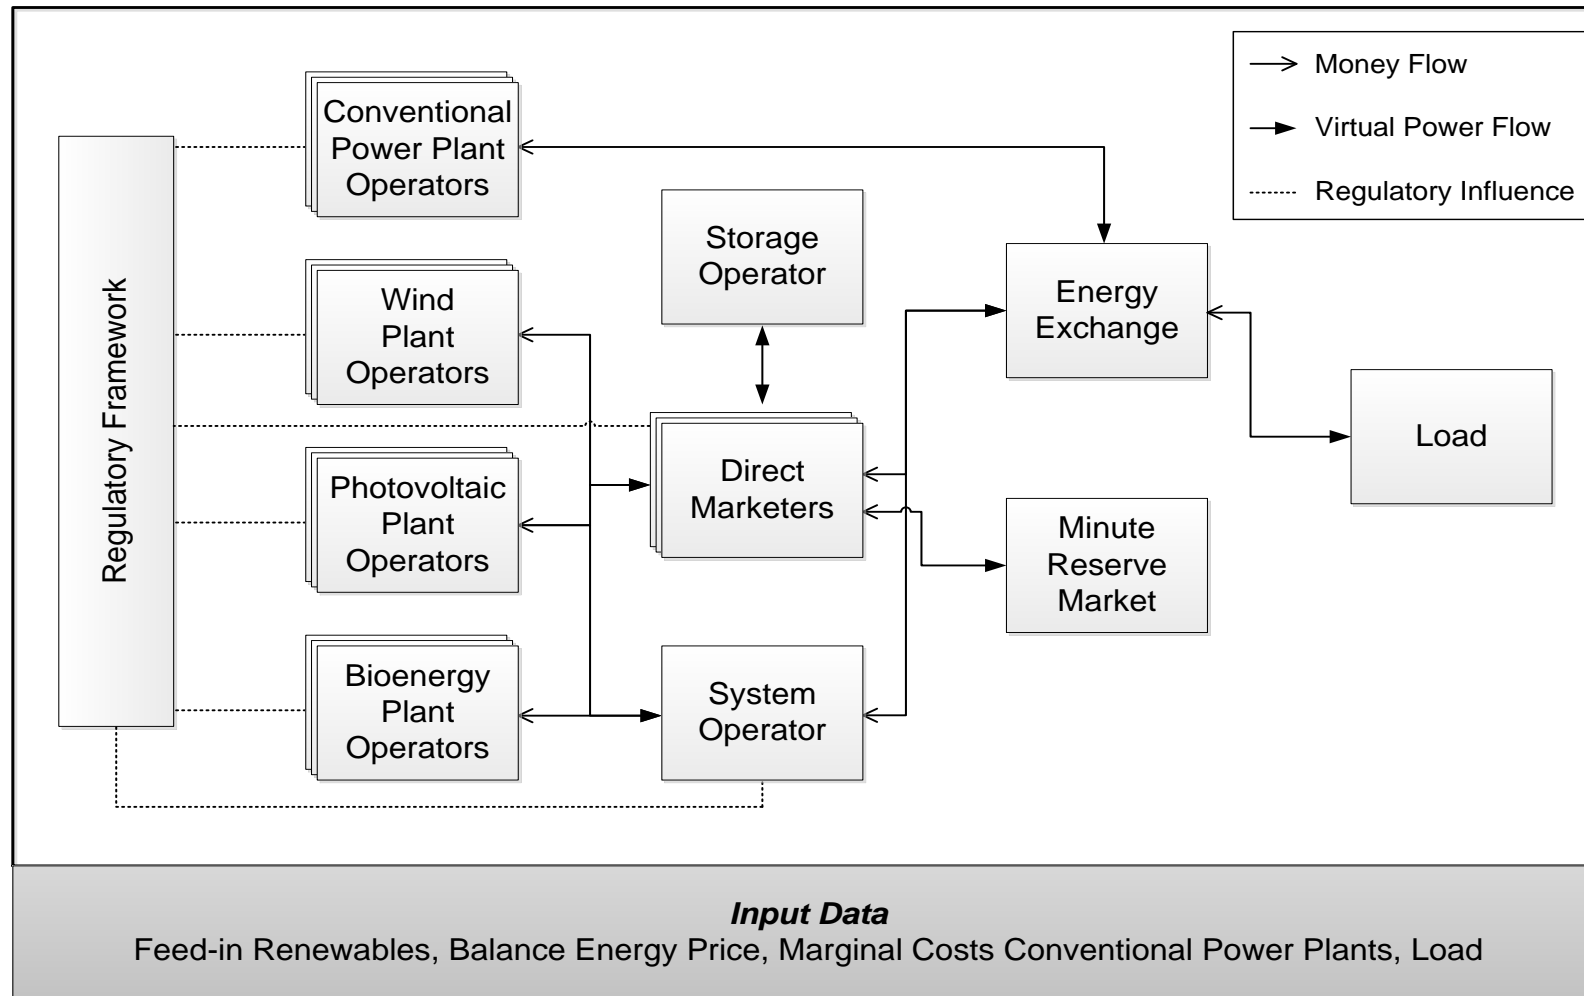 Money Flow
Virtual Power Flow
Regulatory Influence
Regulatory Framework
Conventional
Power Plant
Operators
Wind
Plant
Operators
Photovoltaic
Plant
Operators
Bioenergy
Plant
Operators
Storage
Operator
Direct
Marketers
System
Operator
Energy
Exchange
Minute
Reserve
Market
Load
Input Data
Feed-in Renewables, Balance Energy Price, Marginal Costs Conventional Power Plants, Load